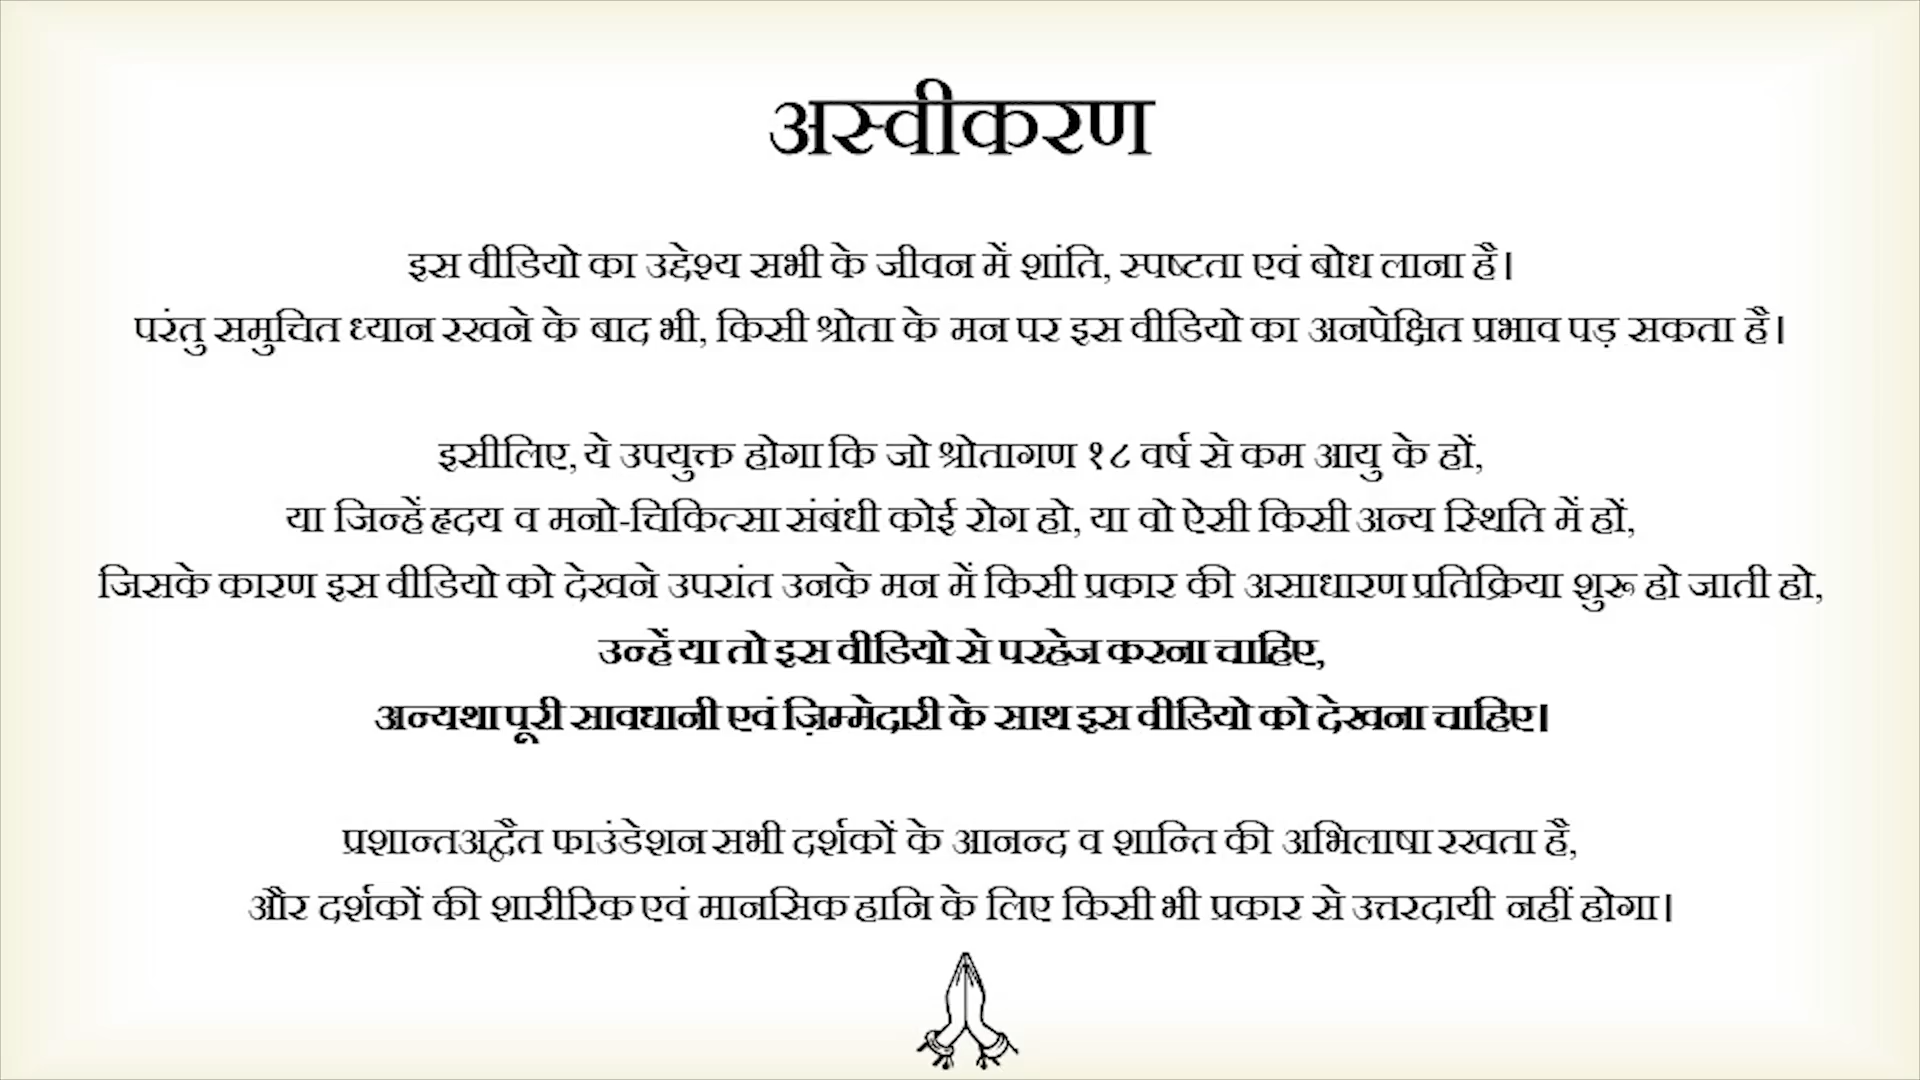 अस्वीकरण
इस वीडियो का उद्देश्य सभी के जीवन में शांति, स्पष्टता एवं बोध लाना है।
परंतु समुचित ध्यान रखने के बाद भी, किसी श्रोता के मन पर इस वीडियो का अनपेक्षित प्रभाव पड़ सकता है।
इसीलिए, ये उपयुक्त होगा कि जो श्रोतागण १८ वर्ष से कम आयु के हों,
या जिन्हें हृदय व मनो-चिकित्सा संबंधी कोई रोग हो, या वो ऐसी किसी अन्य स्थिति में हों,
जिसके कारण इस वीडियो को देखने उपरांत उनके मन में किसी प्रकार की असाधारण प्रतिक्रिया शुरू हो जाती हो,
उन्हें या तो इस वीडियो से परहेज करना चाहिए,
अन्यथा पूरी सावधानी एवं ज़िम्मेदारी के साथ इस वीडियो को देखना चाहिए।
प्रशान्तअद्वैत फाउंडेशन सभी दर्शकों के आनन्द व शान्ति की अभिलाषा रखता है,
और दर्शकों की शारीरिक एवं मानसिक हानि के लिए किसी भी प्रकार से उत्तरदायी नहीं होगा।